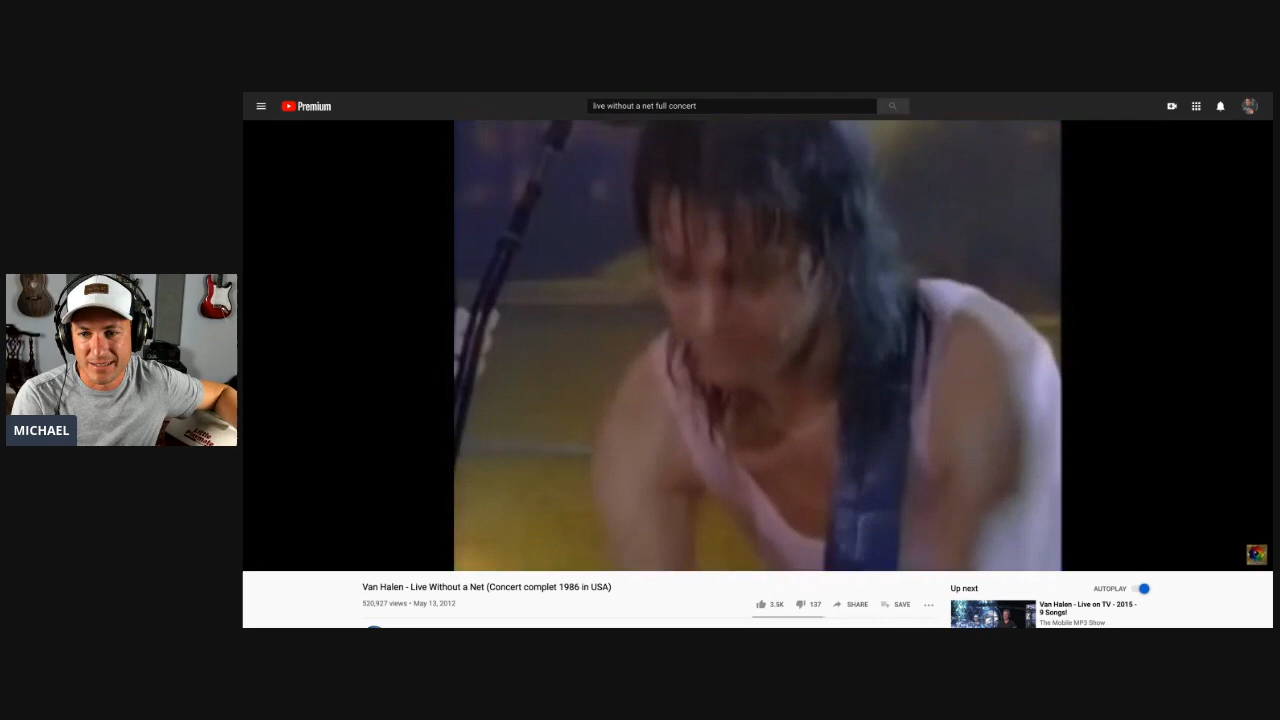 Premium
live without a net full concert
MICHAEL
Van Halen - Live Without a Net (Concert complet 1986 in USA)
520,927 views • May 13, 2012
3.5K
137
SHARE
SAVE
Up next
AUTOPLAY
Van Halen - Live on TV - 2015 -
9 Songs!
The Mobile MP3 Show